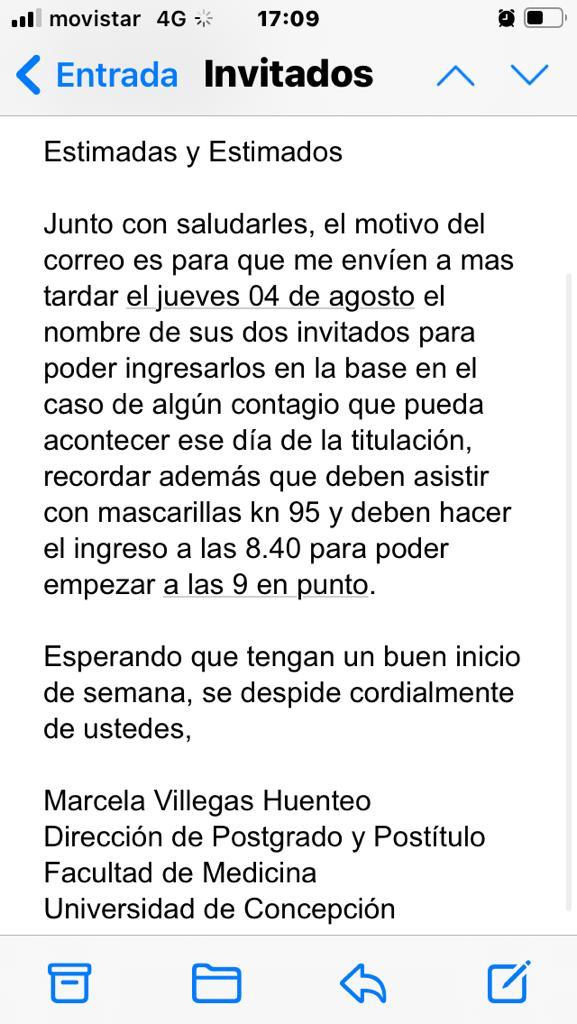 movistar 4G 17:09
Entrada Invitados
Estimadas y Estimados
Junto con saludarles, el motivo del
correo es para que me envíen a mas
tardar el jueves 04 de agosto el
nombre de sus dos invitados para
poder ingresarlos en la base en el
caso de algún contagio que pueda
acontecer ese día de la titulación,
recordar además que deben asistir
con mascarillas kn 95 y deben hacer
el ingreso a las 8.40 para poder
empezar a las 9 en punto.
Esperando que tengan un buen inicio
de semana, se despide cordialmente
de ustedes,
Marcela Villegas Huenteo
Dirección de Postgrado y Postítulo
Facultad de Medicina
Universidad de Concepción